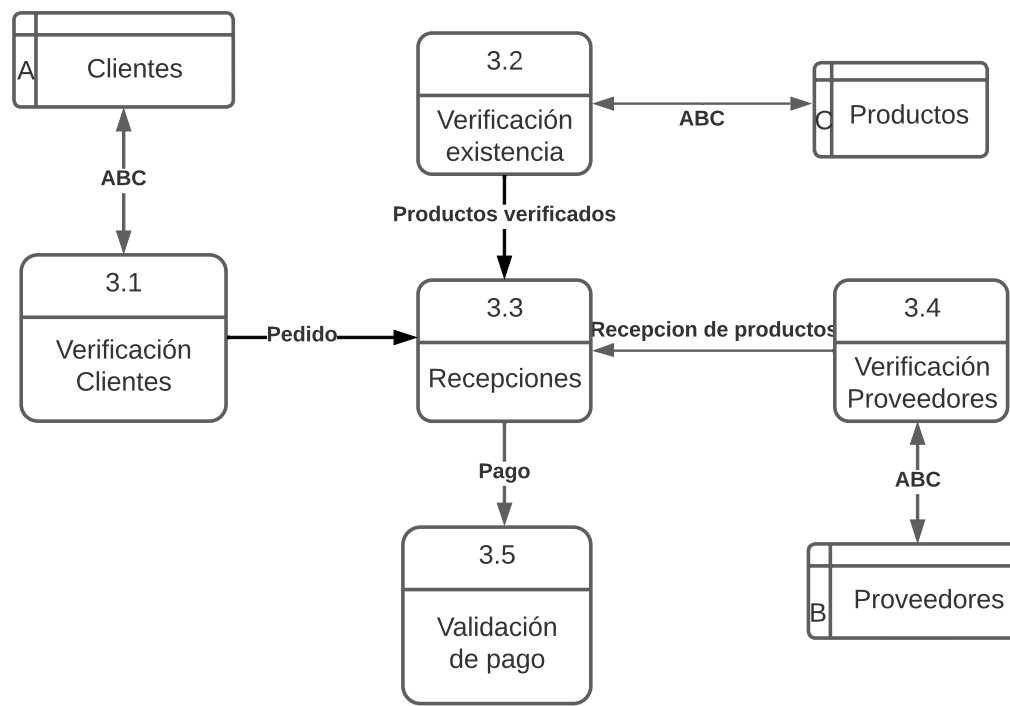 A
Clientes
3.2
Verificación
existencia
C
Productos
ABC
ABC
Productos verificados
3.1
Verificación
Clientes
Pedido
3.3
Recepciones
Recepcion de productos
3.4
Verificación
Proveedores
Pago
ABC
3.5
Validación
de pago
B
Proveedores